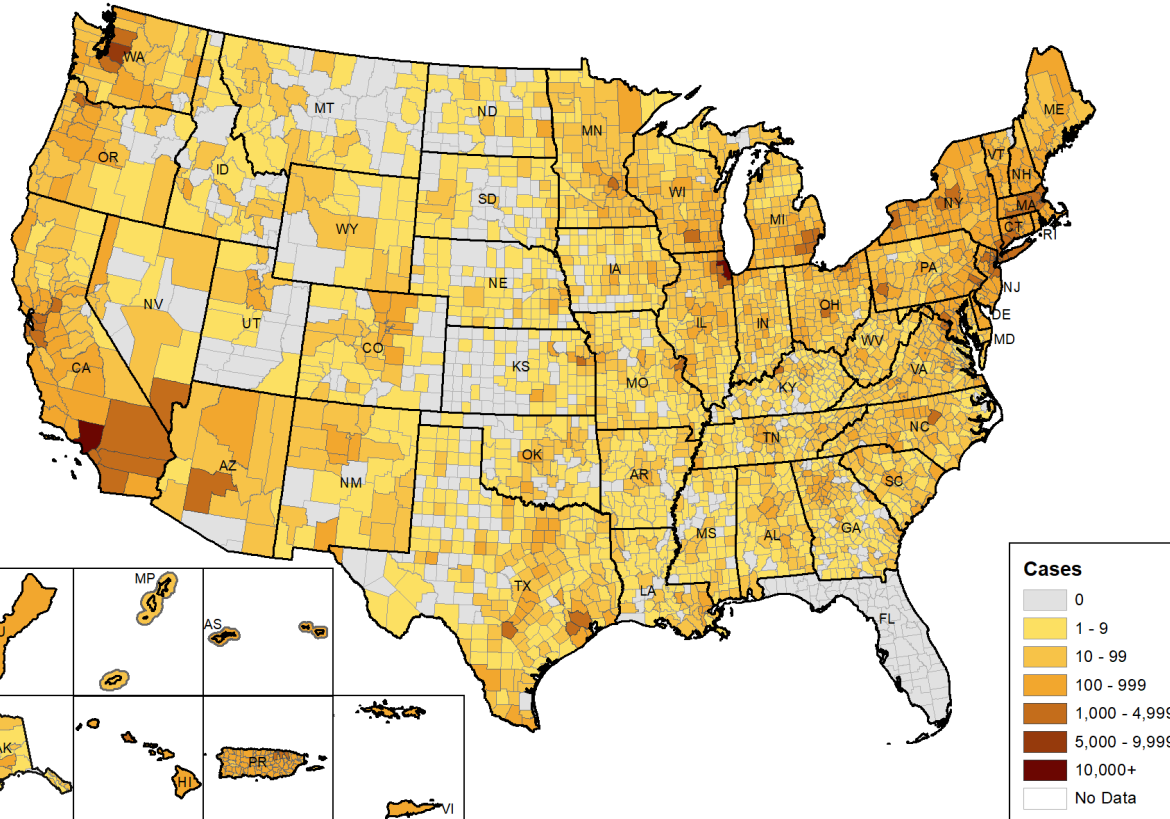 WA
MT
ND
MN
ME
OR
ID
SD
WI
VT
NH
NY
MA
WY
MI
CT
RI
NV
UT
NE
IA
PA
NJ
CO
IL
IN
OH
DE
MD
CA
KS
MO
WV
VA
KY
AZ
NM
OK
AR
TN
NC
SC
MS
AL
GA
TX
LA
FL
MP
AS
AK
HI
PR
VI
Cases
0
1 - 9
10 - 99
100 - 999
1,000 - 4,999
5,000 - 9,999
10,000+
No Data